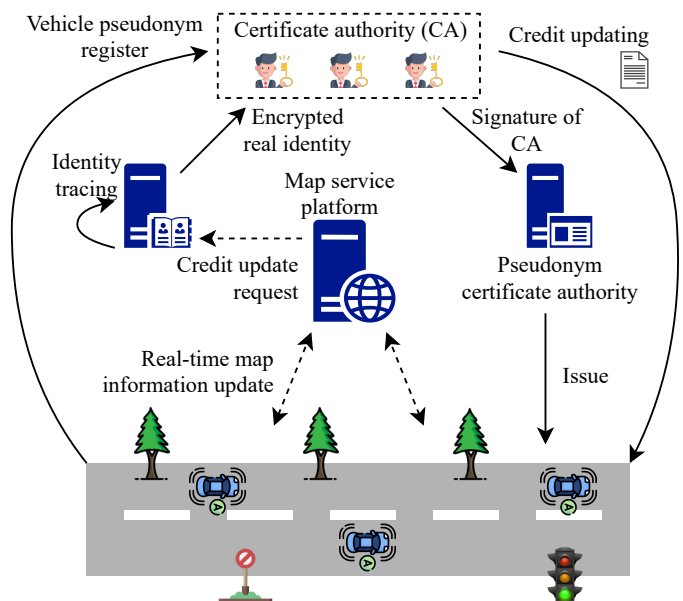 Vehicle pseudonym
register
Certificate authority (CA)
Credit updating
Encrypted
real identity
Signature of
CA
Identity
tracing
Map service
platform
Credit update
request
Pseudonym
certificate authority
Real-time map
information update
Issue
A
A
A